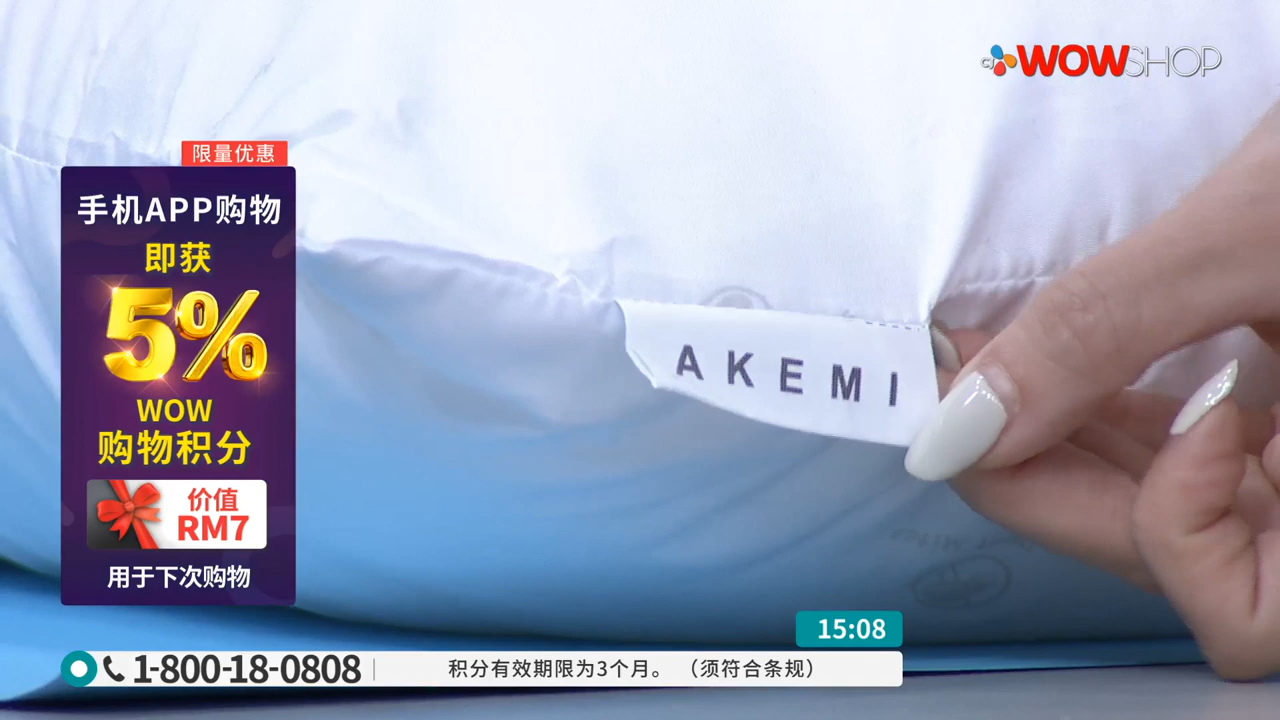 CJ WOWSHOP
限量优惠
手机APP购物
即获
5%
WOW
购物积分
价值
RM7
用于下次购物
AKEMI
15:08
1-800-18-0808
积分有效期限为3个月。（须符合条规）